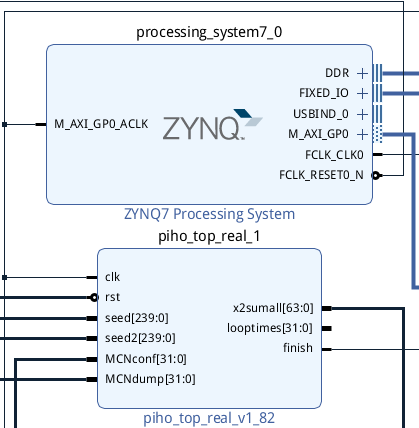 processing_system7_0
DDR
FIXED_IO
USBIND_0
M_AXI_GP0_ACLK
ZYNQ
M_AXI_GP0
FCLK_CLK0
FCLK_RESET0_N
ZYNQ7 Processing System
piho_top_real_1
clk
rst
seed[239:0]
seed2[239:0]
MCNconf[31:0]
MCNdump[31:0]
x2sumall[63:0]
looptimes[31:0]
finish
piho_top_real_v1_82